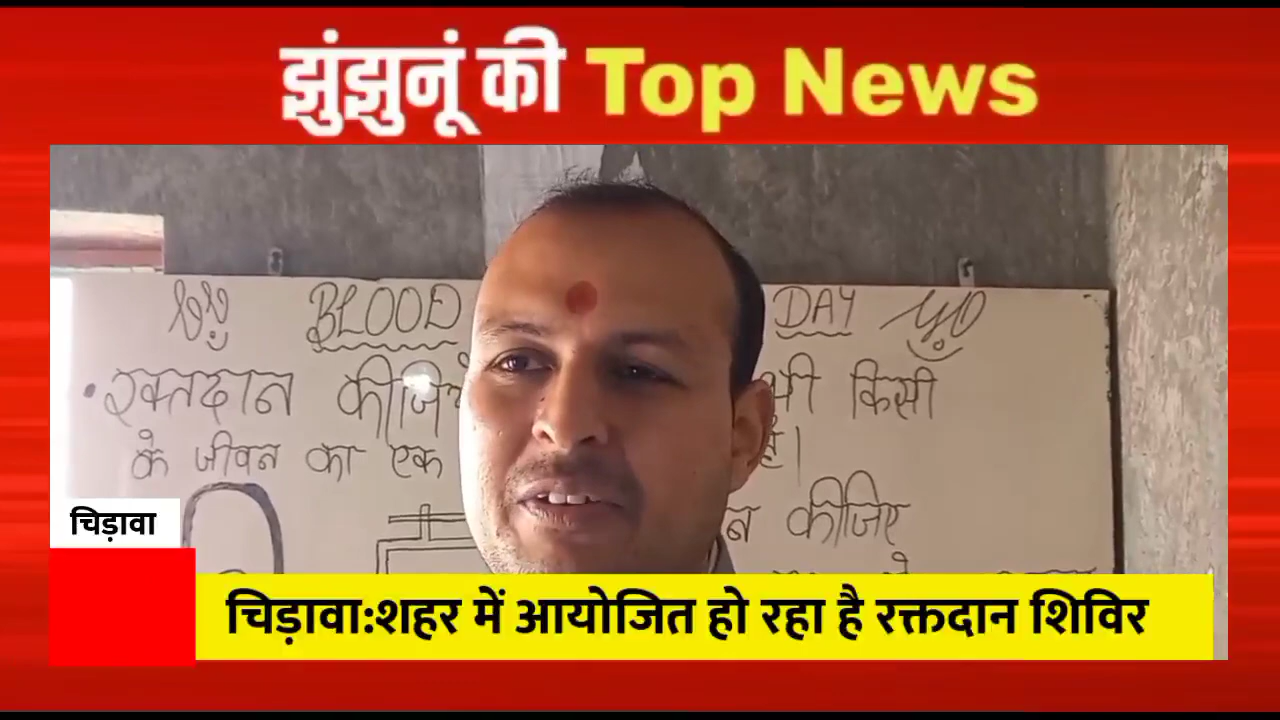 झुंझुनूं की Top News
BLOOD DAY
• रक्तदान कीजिये किसी
के जीवन का एक है।
कीजिए
चिड़ावा
चिड़ावा:शहर में आयोजित हो रहा है रक्तदान शिविर